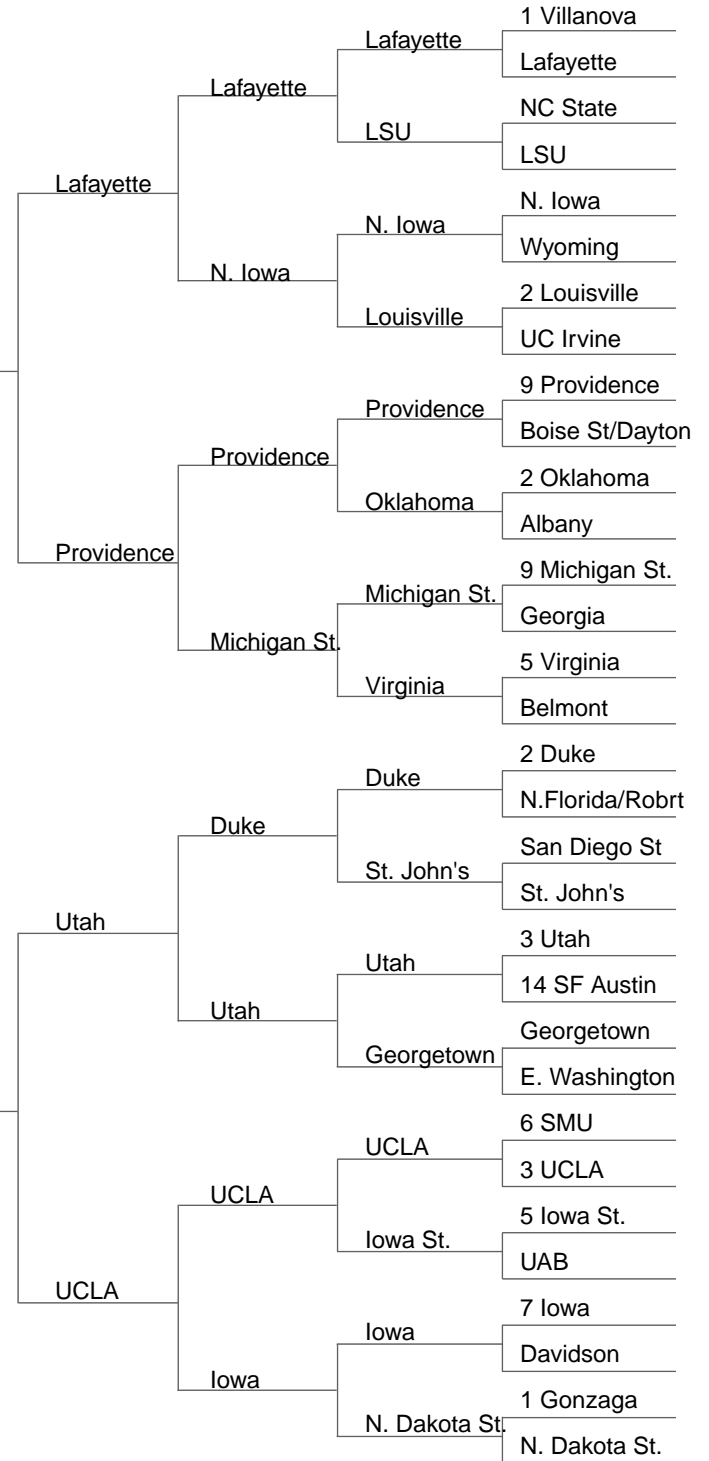 1 Villanova
Lafayette
Lafayette
Lafayette
NC State
LSU
LSU
Lafayette
N. Iowa
N. Iowa
Wyoming
N. Iowa
2 Louisville
Louisville
UC Irvine
9 Providence
Providence
Boise St/Dayton
Providence
2 Oklahoma
Oklahoma
Albany
Providence
9 Michigan St.
Michigan St.
Georgia
Michigan St.
5 Virginia
Virginia
Belmont
2 Duke
Duke
N.Florida/Robrt
Duke
San Diego St
St. John's
St. John's
Utah
3 Utah
Utah
14 SF Austin
Utah
Georgetown
Georgetown
E. Washington
6 SMU
UCLA
3 UCLA
UCLA
5 Iowa St.
Iowa St.
UAB
UCLA
7 Iowa
Iowa
Davidson
Iowa
1 Gonzaga
N. Dakota St.
N. Dakota St.